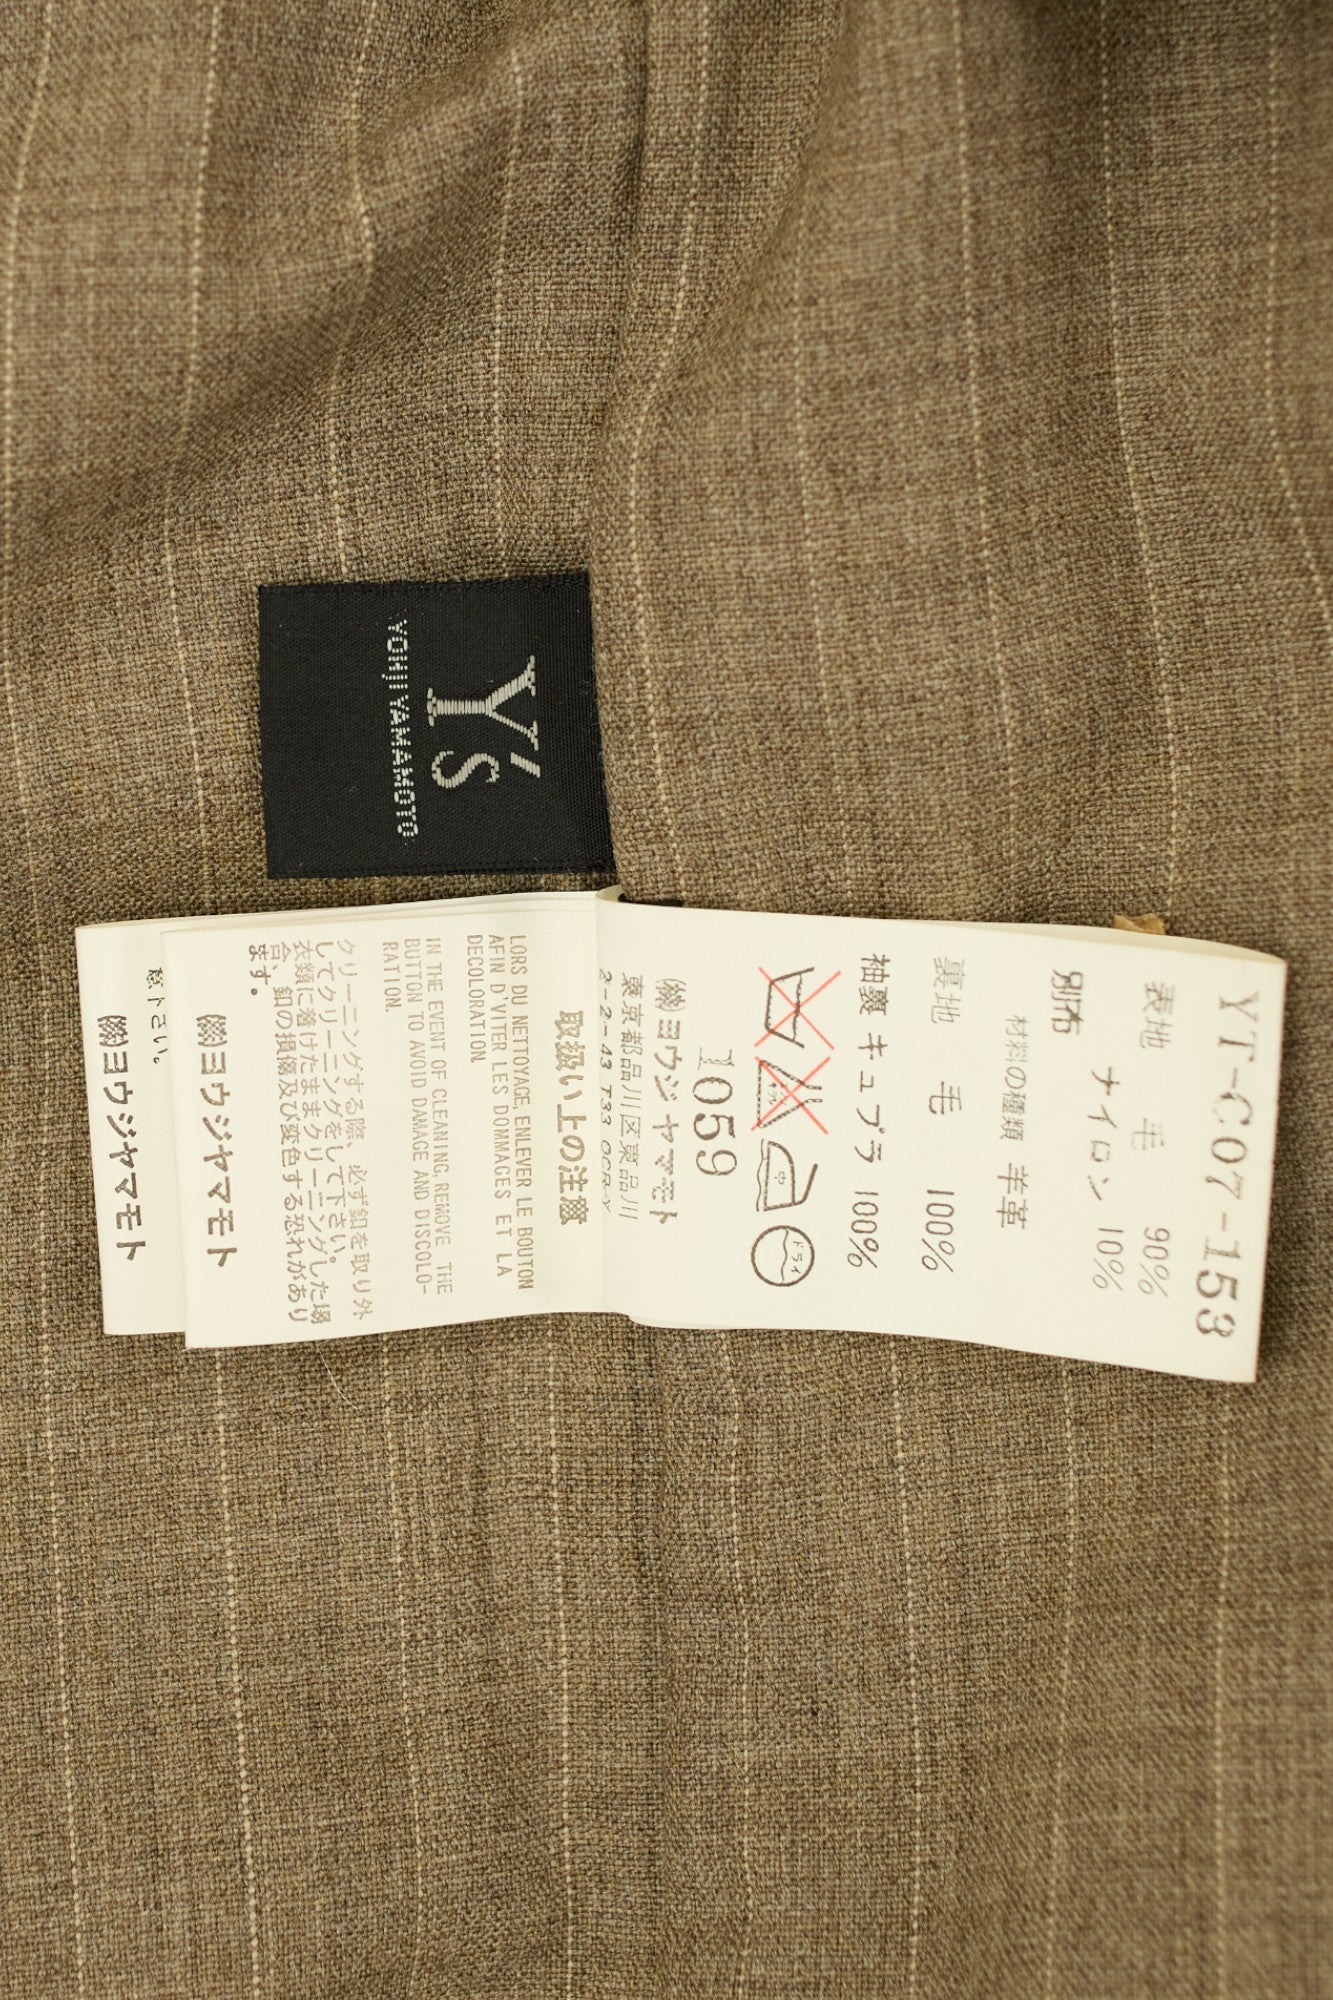 Y's
YOHJI YAMAMOTO
YT-C07-153
表地 毛 90%
ナイロン 10%
別布
材料の種類 羊革
裏地 毛 100%
袖裏 キュプラ 100%
ドライ
1059
㈱ヨウジヤマモト
東京都品川区東品川
2-2-43 T33 OCR-Y
取扱い上の注意
LORS DU NETTOYAGE, ENLEVER LE BOUTON
AFIN D'VITER LES DOMMAGES ET LA
DECOLORATION.
IN THE EVENT OF CLEANING, REMOVE THE
BUTTON TO AVOID DAMAGE AND DISCOLO-
RATION.
クリーニングする際、必ず釦を取り外
してクリーニングをして下さい。
衣類に着けたままクリーニングした場
合、釦の損傷及び変色する恐れがあり
ます。
㈱ヨウジヤマモト
意下さい。
㈱ヨウジヤマモト